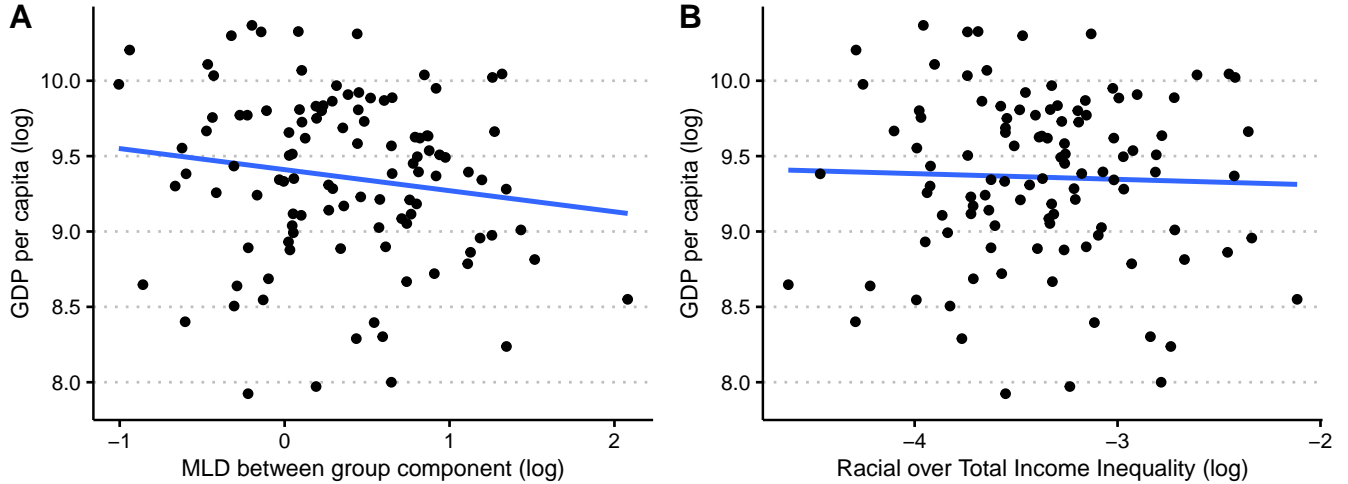 A
GDP per capita (log)
10.0
9.5
9.0
8.5
8.0
−1 0 1 2
MLD between group component (log)
B
GDP per capita (log)
10.0
9.5
9.0
8.5
8.0
−4 −3 −2
Racial over Total Income Inequality (log)